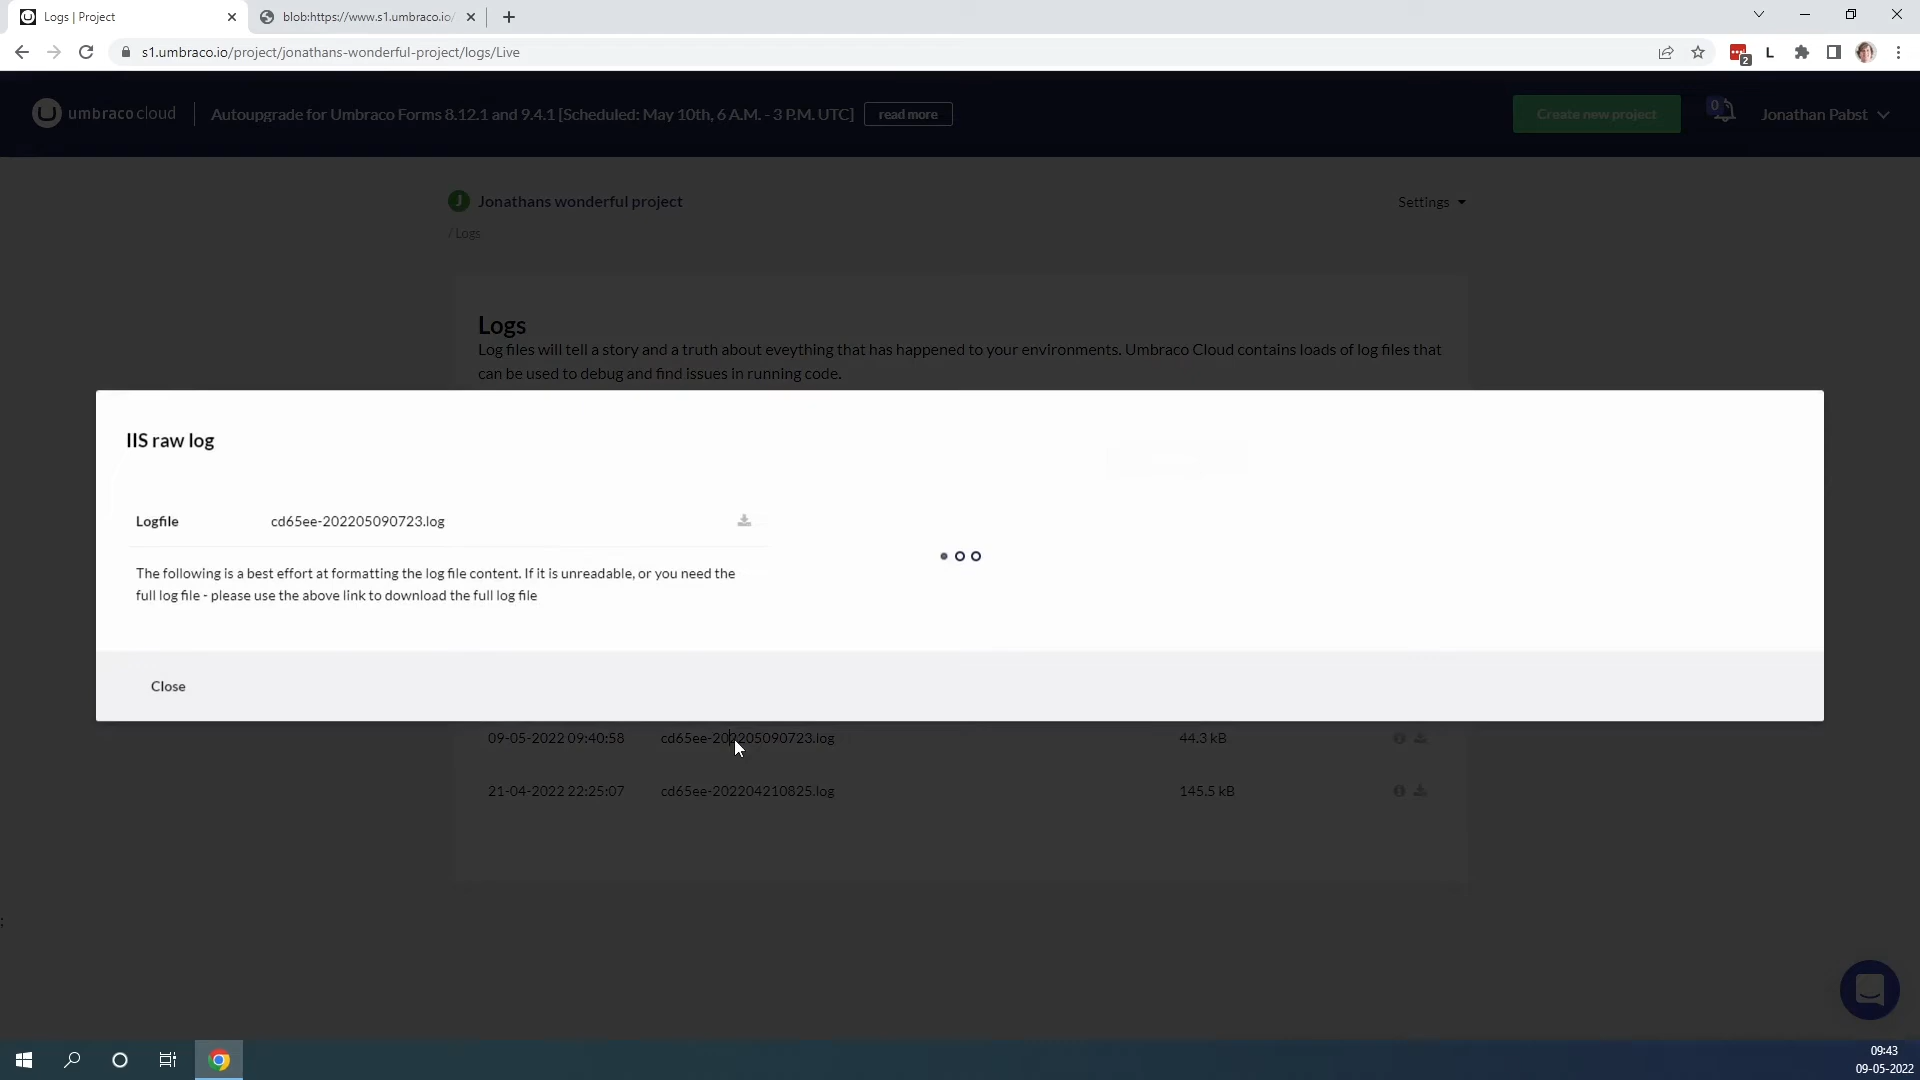 Logs | Project
blob:https://www.s1.umbraco.io/
s1.umbraco.io/project/jonathans-wonderful-project/logs/Live
2
L
umbraco cloud
Autoupgrade for Umbraco Forms 8.12.1 and 9.4.1 [Scheduled: May 10th, 6 A.M. - 3 P.M. UTC]
read more
Create new project
0
Jonathan Pabst
J
Jonathans wonderful project
Settings
/ Logs
Logs
Log files will tell a story and a truth about eveything that has happened to your environments. Umbraco Cloud contains loads of log files that
can be used to debug and find issues in running code.
IIS raw log
Logfile cd65ee-202205090723.log
The following is a best effort at formatting the log file content. If it is unreadable, or you need the
full log file - please use the above link to download the full log file
Close
09-05-2022 09:40:58 cd65ee-202205090723.log 44.3 kB
21-04-2022 22:25:07 cd65ee-202204210825.log 145.5 kB
;
09:43
09-05-2022